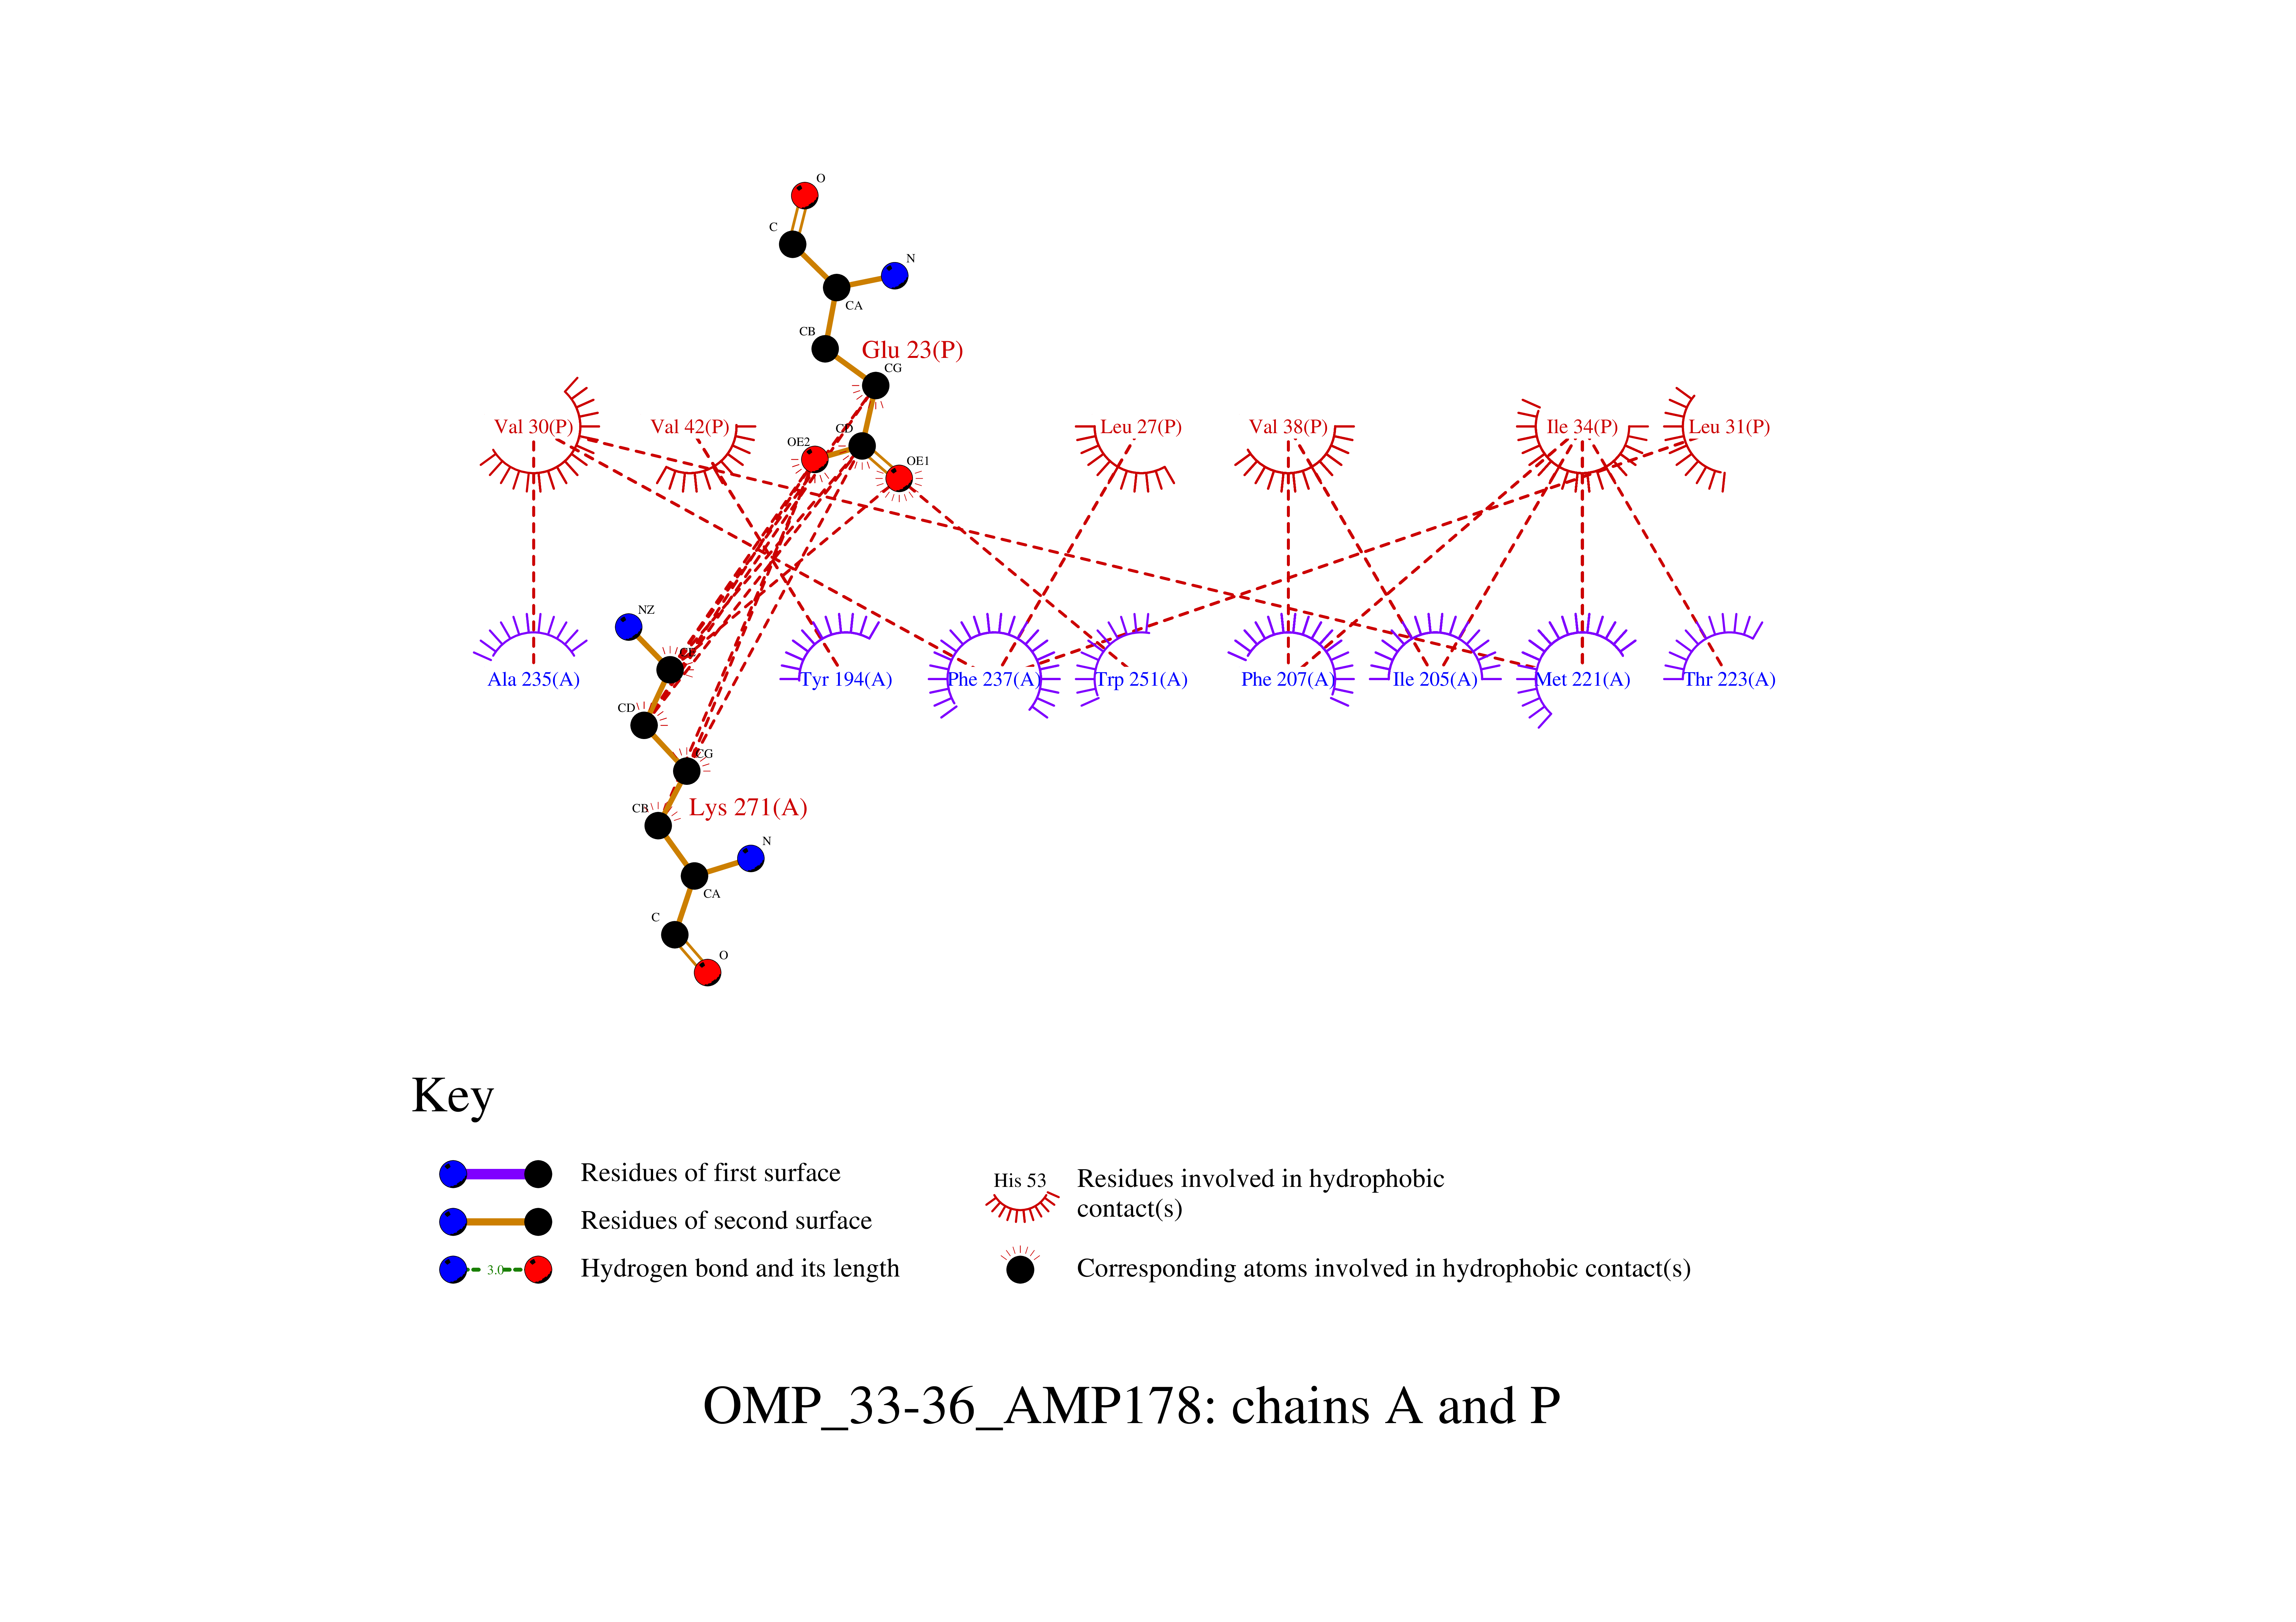 O
C
N
CA
CB
Glu 23(P)
CG
Val 30(P) Val 42(P) CD Leu 27(P) Val 38(P) Ile 34(P) Leu 31(P)
OE2
OE1
NZ
CE
Ala 235(A) Tyr 194(A) Phe 237(A) Trp 251(A) Phe 207(A) Ile 205(A) Met 221(A) Thr 223(A)
CD
CG
CB Lys 271(A)
N
CA
C
O
Key
Residues of first surface
His 53 Residues involved in hydrophobic
contact(s)
Residues of second surface
3.0 Hydrogen bond and its length
Corresponding atoms involved in hydrophobic contact(s)
OMP_33-36_AMP178: chains A and P